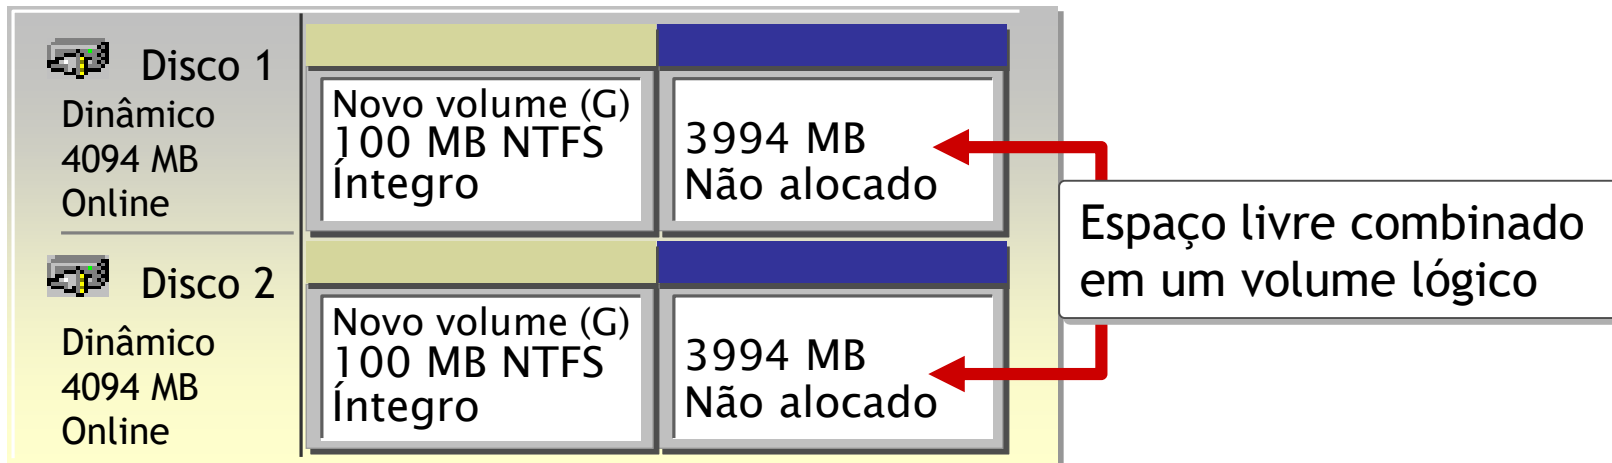 Disco 1
Dinâmico
4094 MB
Online
Novo volume (G)
100 MB NTFS
Íntegro
3994 MB
Não alocado
Disco 2
Dinâmico
4094 MB
Online
Novo volume (G)
100 MB NTFS
Íntegro
3994 MB
Não alocado
Espaço livre combinado
em um volume lógico